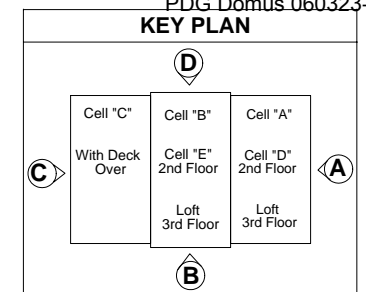 PDG Domus 060323-
KEY PLAN
D
Cell "C"
With Deck
Over
Cell "B"
Cell "E"
2nd Floor
Loft
3rd Floor
Cell "A"
Cell "D"
2nd Floor
Loft
3rd Floor
C
A
B